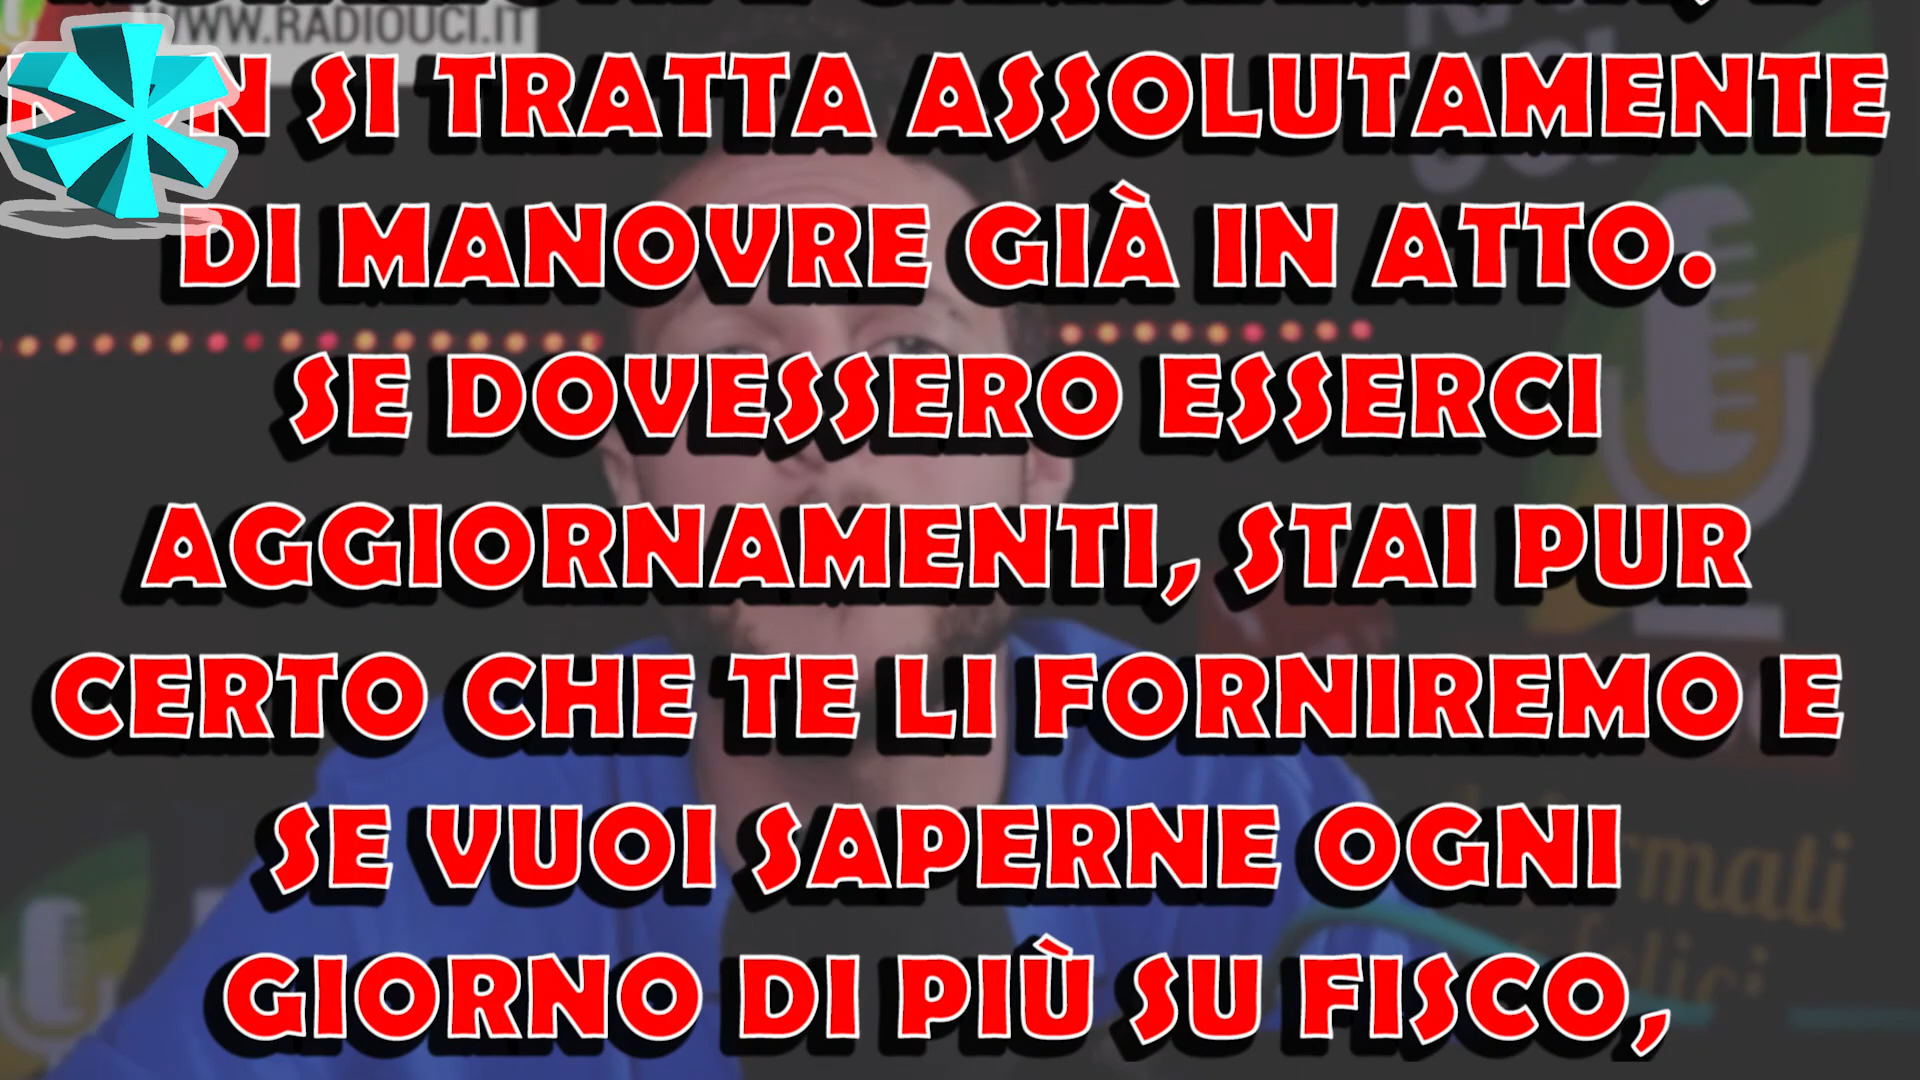 WWW.RADIOUCI.IT
SI TRATTA ASSOLUTAMENTE
DI MANOVRE GIÀ IN ATTO.
SE DOVESSERO ESSERCI
AGGIORNAMENTI, STAI PUR
CERTO CHE TE LI FORNIREMO E
SE VUOI SAPERNE OGNI
GIORNO DI PIÙ SU FISCO,